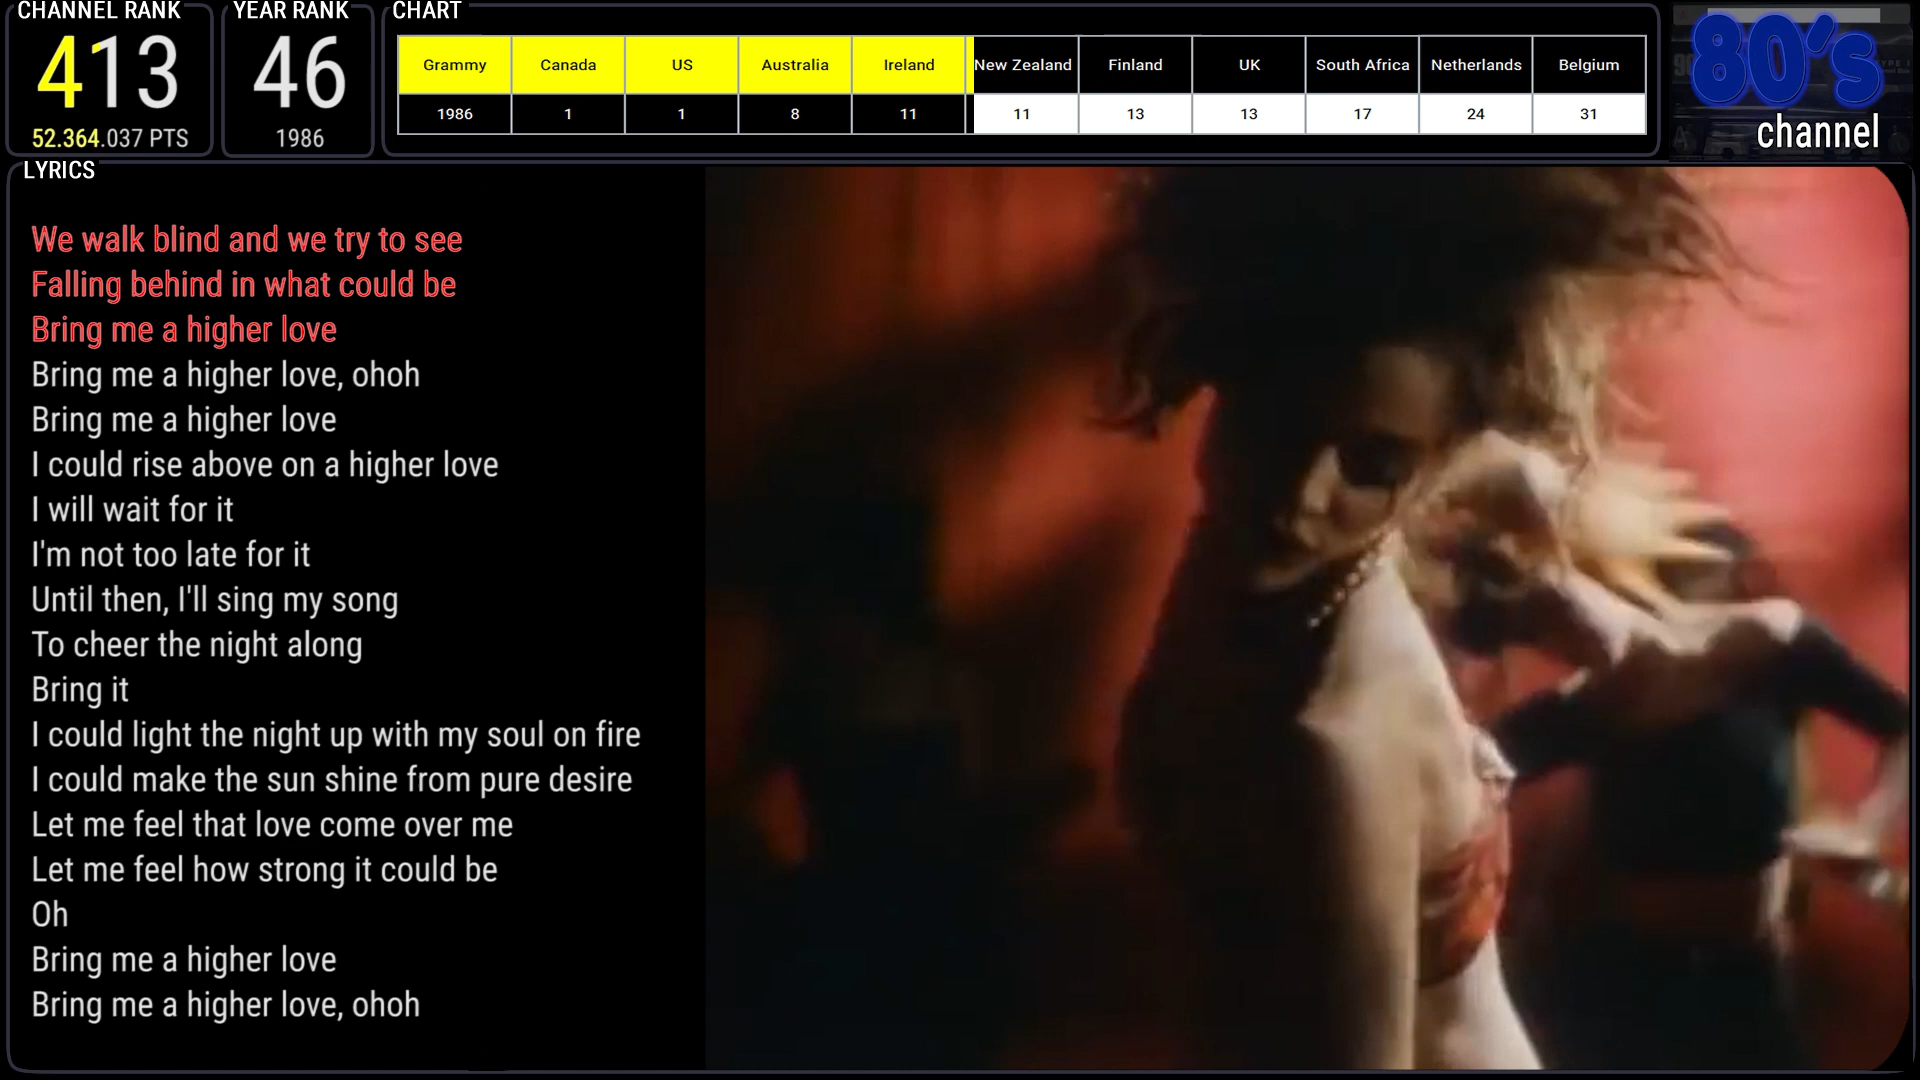 CHANNEL RANK
413
52.364.037 PTS
YEAR RANK
46
1986
CHART
Grammy Canada US Australia Ireland New Zealand Finland UK South Africa Netherlands Belgium
1986 1 1 8 11 11 13 13 17 24 31
80's
channel
LYRICS
We walk blind and we try to see
Falling behind in what could be
Bring me a higher love
Bring me a higher love, ohoh
Bring me a higher love
I could rise above on a higher love
I will wait for it
I'm not too late for it
Until then, I'll sing my song
To cheer the night along
Bring it
I could light the night up with my soul on fire
I could make the sun shine from pure desire
Let me feel that love come over me
Let me feel how strong it could be
Oh
Bring me a higher love
Bring me a higher love, ohoh